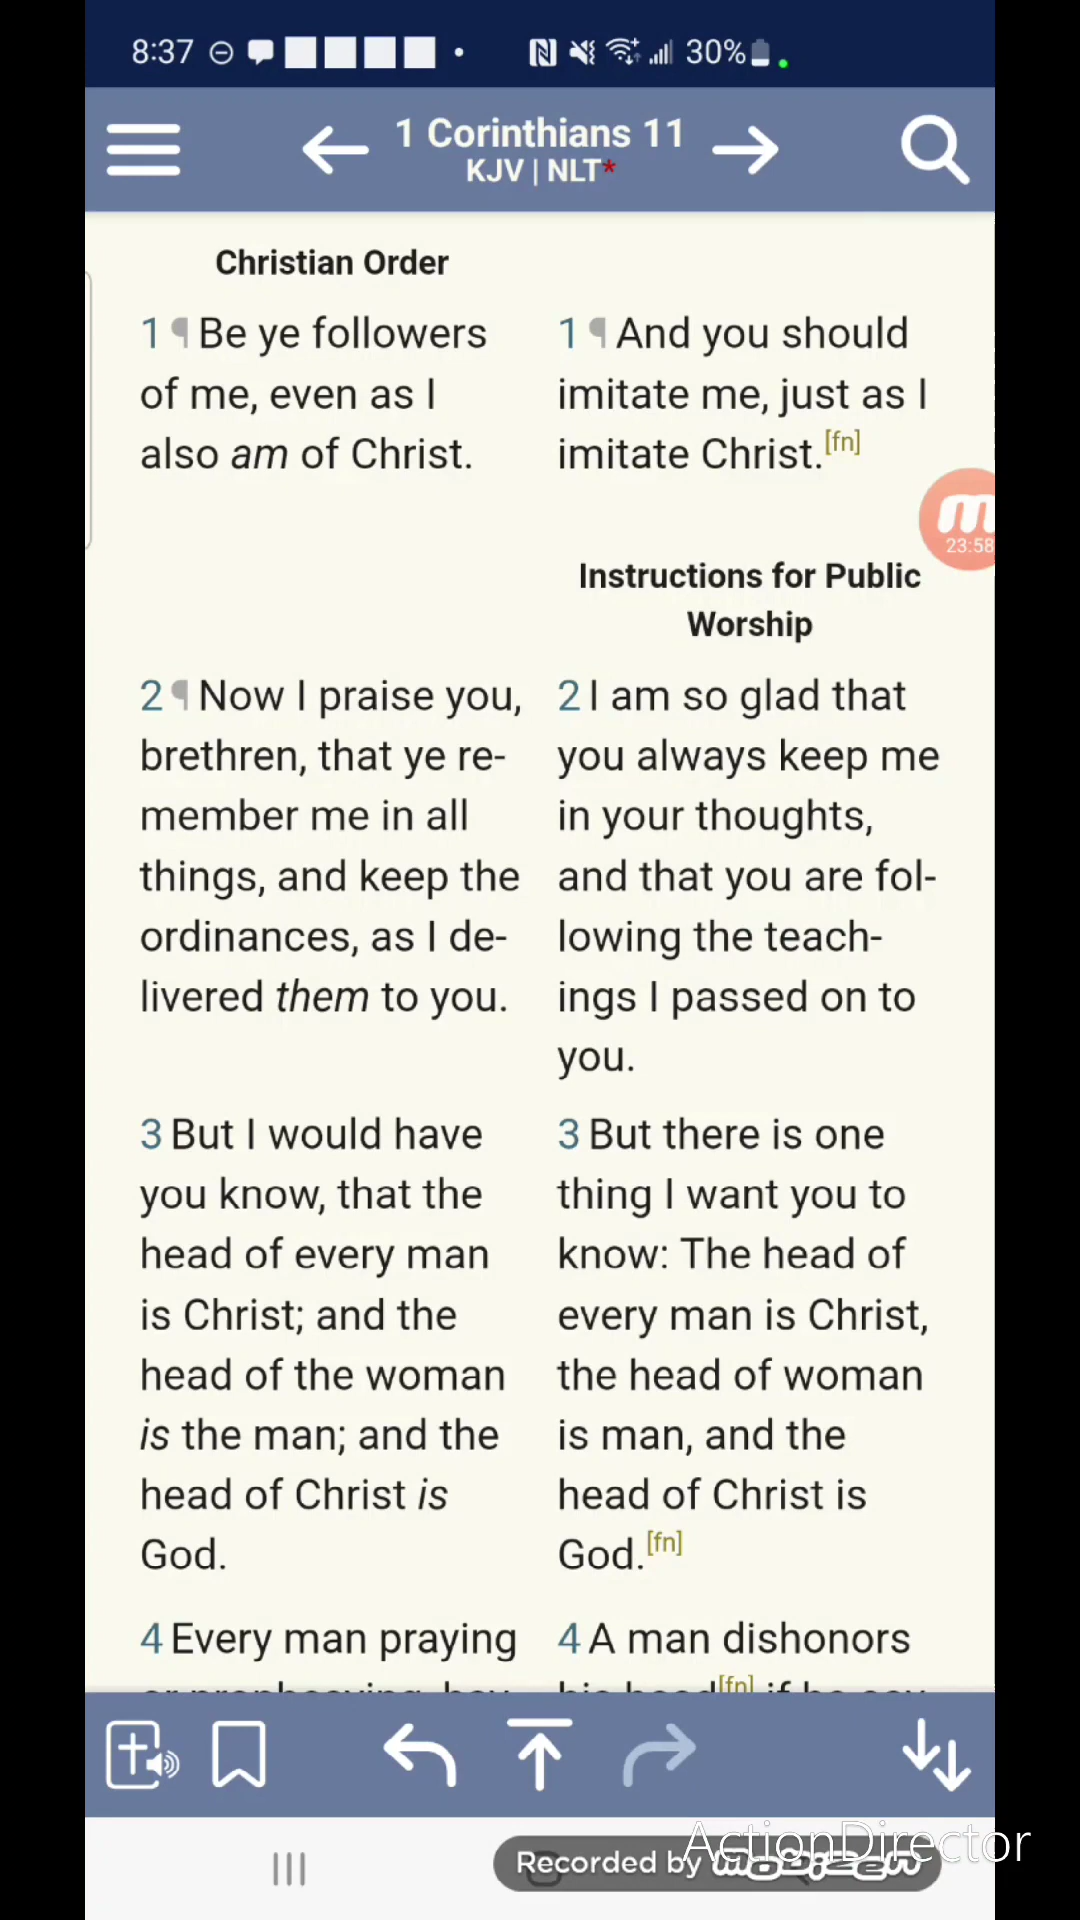 8:37
30%
1 Corinthians 11
KJV | NLT*
Christian Order
1 ¶ Be ye followers
of me, even as I
also am of Christ.
1 ¶ And you should
imitate me, just as I
imitate Christ.[fn]
23:58
Instructions for Public
Worship
2 ¶ Now I praise you,
brethren, that ye re-
member me in all
things, and keep the
ordinances, as I de-
livered them to you.
2 I am so glad that
you always keep me
in your thoughts,
and that you are fol-
lowing the teach-
ings I passed on to
you.
3 But I would have
you know, that the
head of every man
is Christ; and the
head of the woman
is the man; and the
head of Christ is
God.
3 But there is one
thing I want you to
know: The head of
every man is Christ,
the head of woman
is man, and the
head of Christ is
God.[fn]
4 Every man praying
4 A man dishonors
ActionDirector
Recorded by mobizen